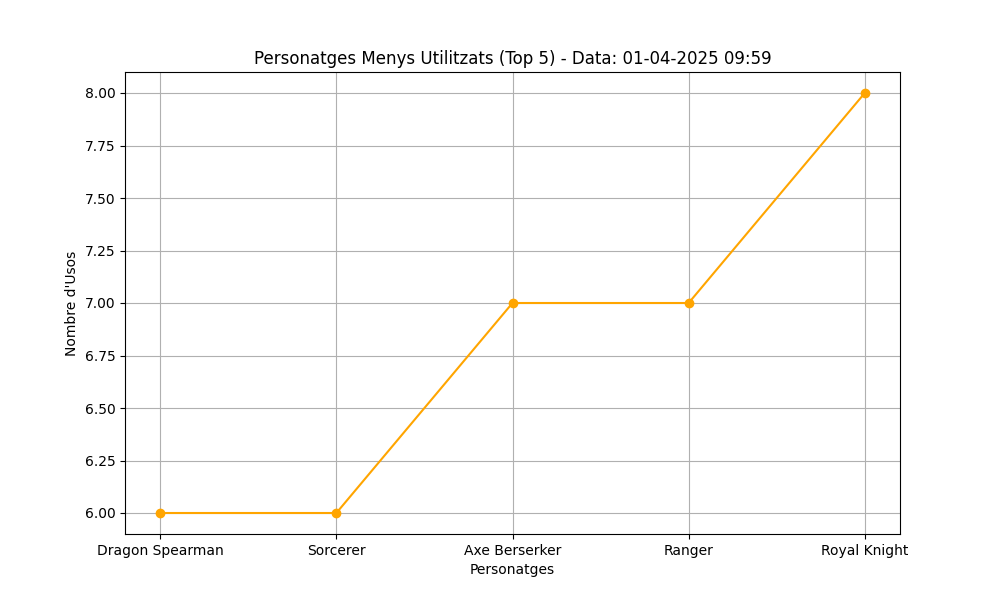 Personatges Menys Utilitzats (Top 5) - Data: 01-04-2025 09:59
Nombre d'Usos
8.00
7.75
7.50
7.25
7.00
6.75
6.50
6.25
6.00
Dragon Spearman Sorcerer Axe Berserker Ranger Royal Knight
Personatges